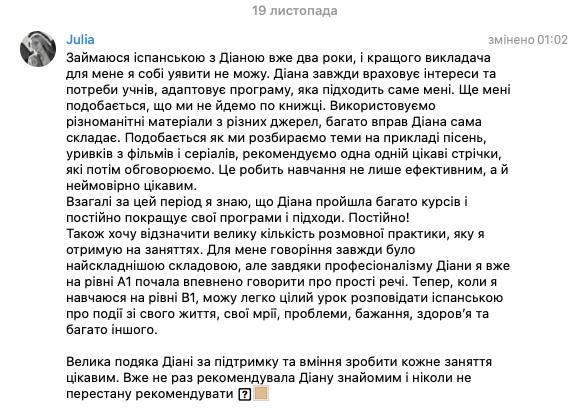 19 листопада
Julia
змінено 01:02
Займаюся іспанською з Діаною вже два роки, і кращого викладача
для мене я собі уявити не можу. Діана завжди враховує інтереси та
потреби учнів, адаптовує програму, яка підходить саме мені. Ще мені
подобається, що ми не йдемо по книжці. Використовуємо
різноманітні матеріали з різних джерел, багато вправ Діана сама
складає. Подобається як ми розбираємо теми на прикладі пісень,
уривків з фільмів і серіалів, рекомендуємо одна одній цікаві стрічки,
які потім обговорюємо. Це робить навчання не лише ефективним, а й
неймовірно цікавим.
Взагалі за цей період я знаю, що Діана пройшла багато курсів і
постійно покращує свої програми і підходи. Постійно!
Також хочу відзначити велику кількість розмовної практики, яку я
отримую на заняттях. Для мене говоріння завжди було
найскладнішою складовою, але завдяки професіоналізму Діани я вже
на рівні А1 почала впевнено говорити про прості речі. Тепер, коли я
навчаюся на рівні В1, можу легко цілий урок розповідати іспанською
про події зі свого життя, свої мрії, проблеми, бажання, здоров’я та
багато іншого.
Велика подяка Діані за підтримку та вміння зробити кожне заняття
цікавим. Вже не раз рекомендувала Діану знайомим і ніколи не
перестану рекомендувати